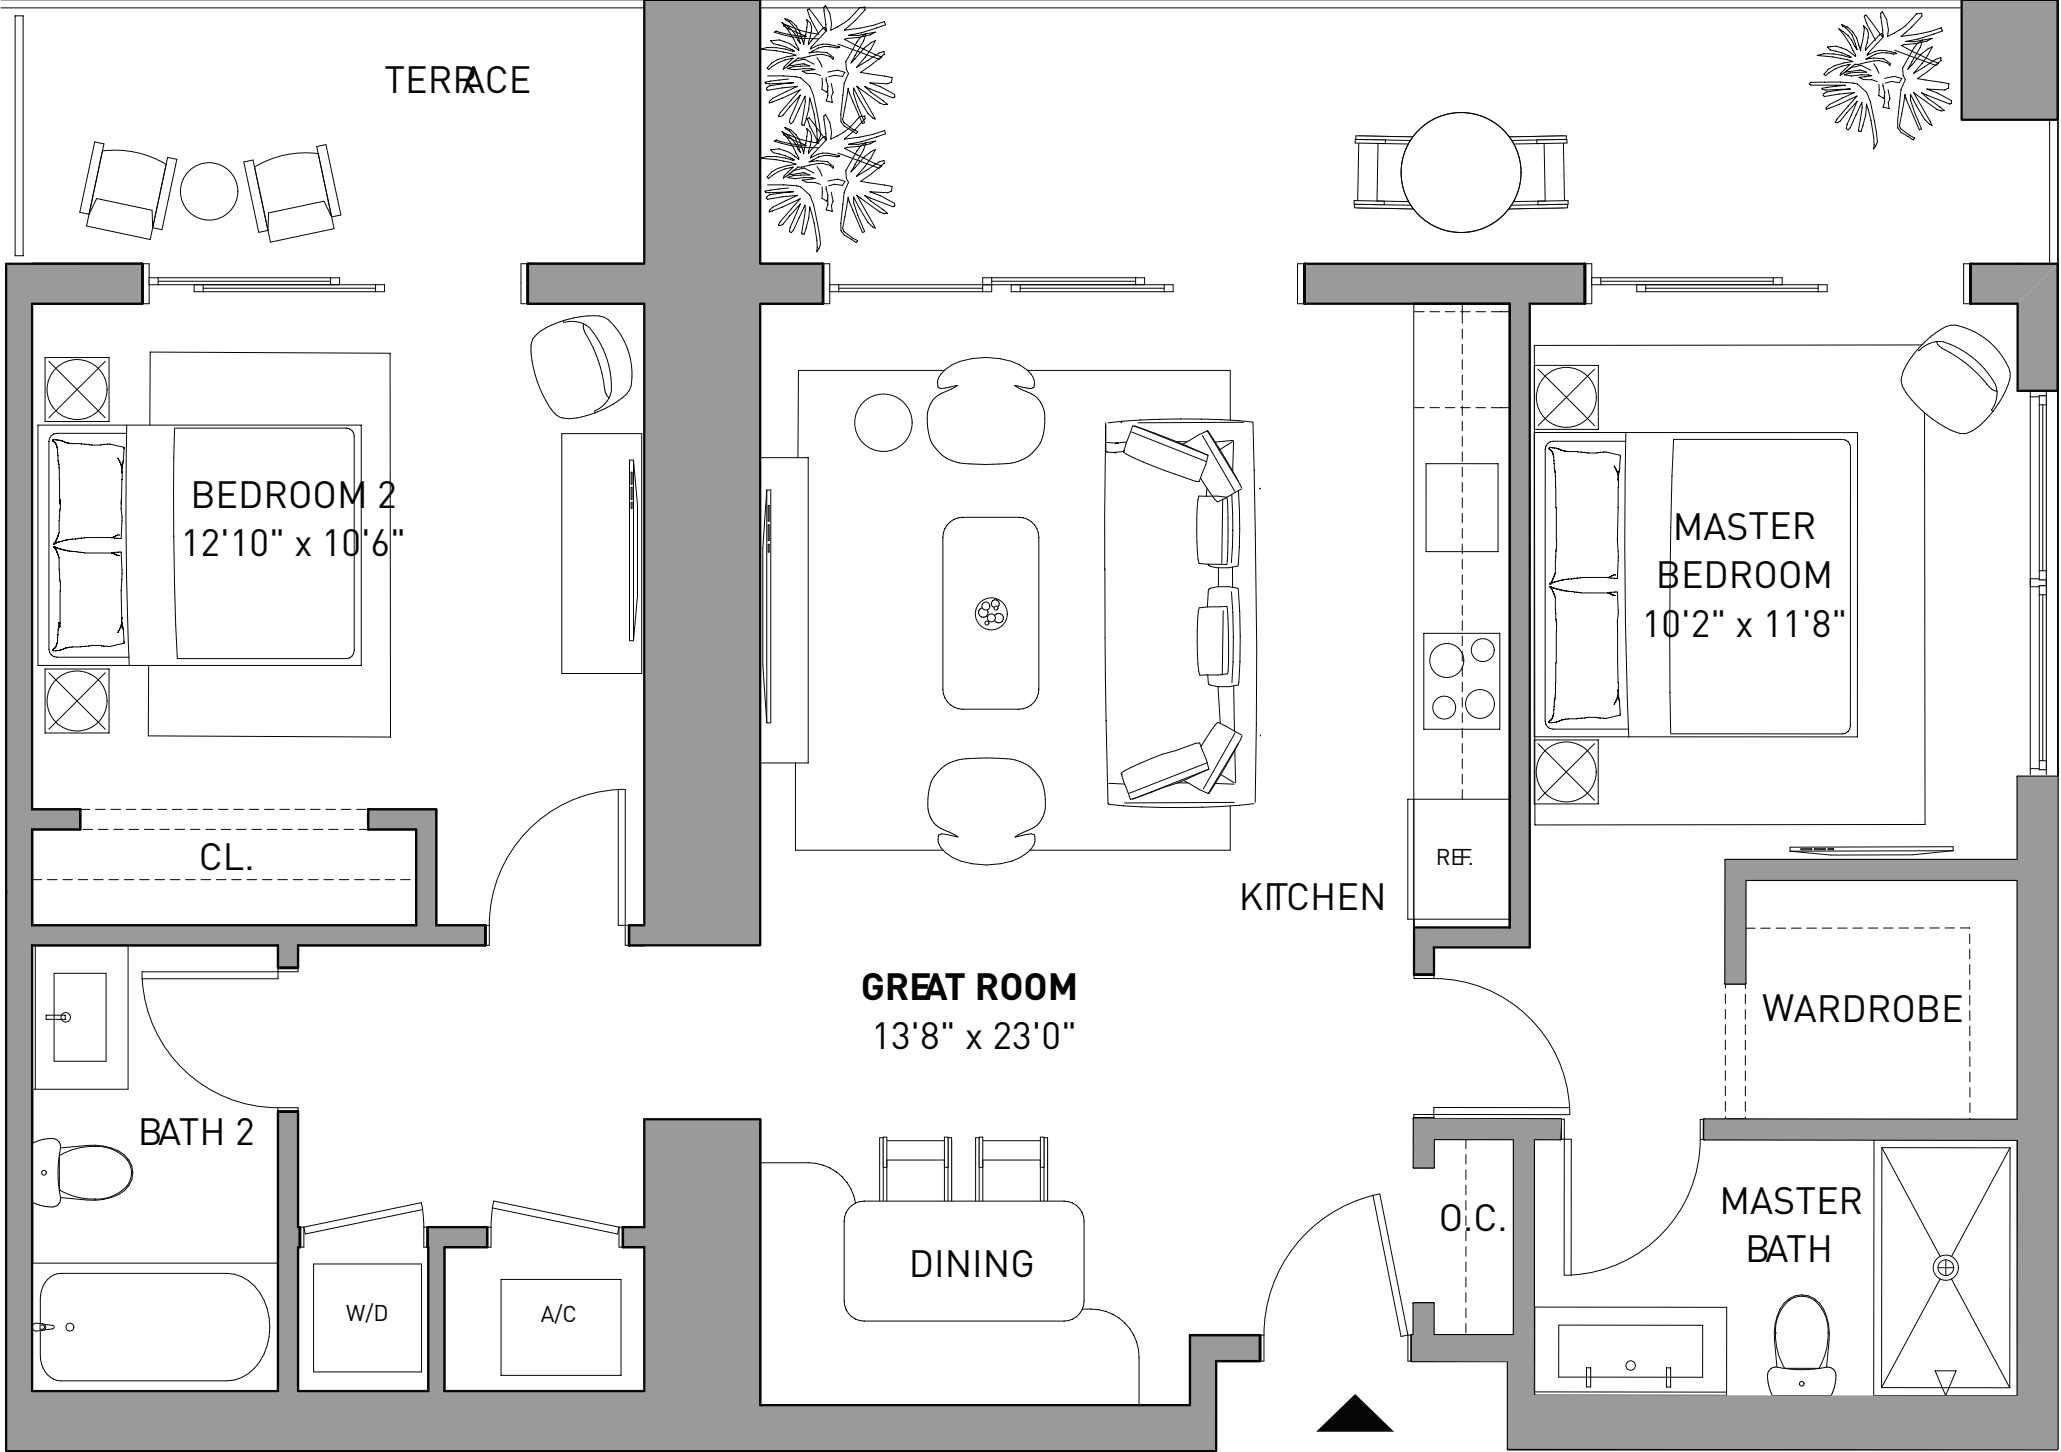 TERRACE
BEDROOM 2
12'10" x 10'6"
MASTER
BEDROOM
10'2" x 11'8"
CL.
REF.
KITCHEN
GREAT ROOM
13'8" x 23'0"
WARDROBE
BATH 2
MASTER
BATH
O.C.
DINING
W/D
A/C